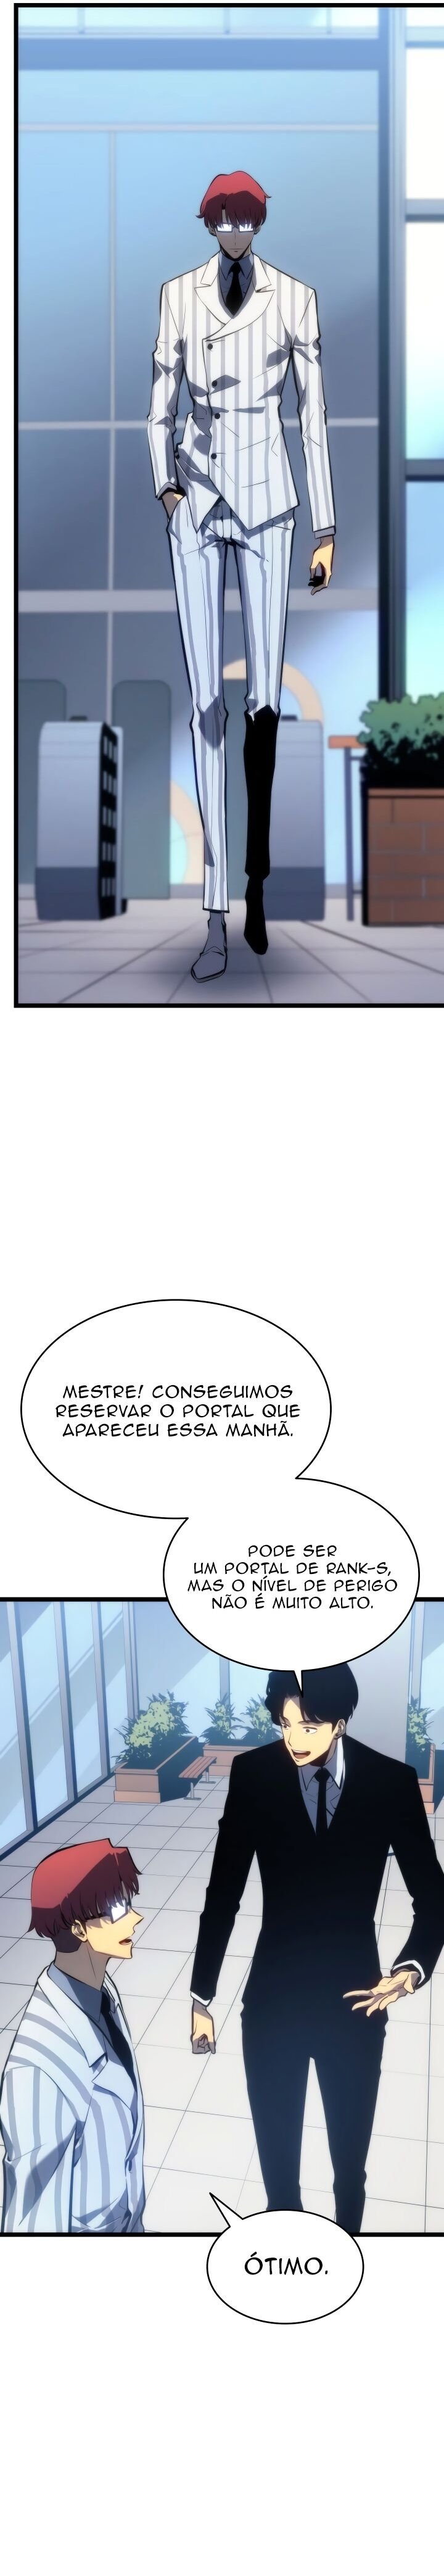 MESTRE! CONSEGUIMOS
RESERVAR O PORTAL QUE
APARECEU ESSA MANHÃ.
PODE SER
UM PORTAL DE RANK-S,
MAS O NÍVEL DE PERIGO
NÃO É MUITO ALTO.
ÓTIMO.